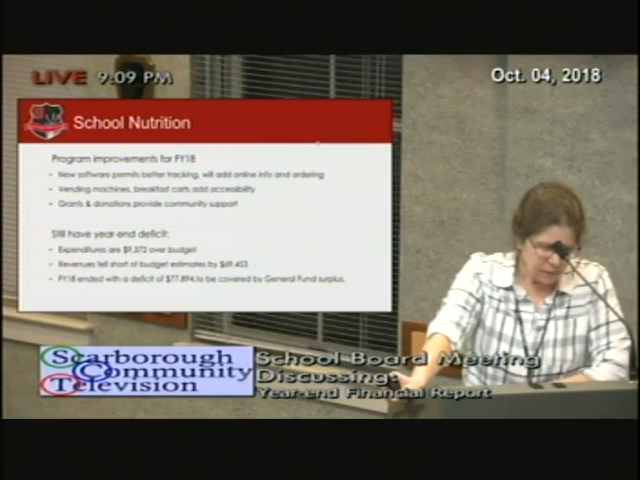 LIVE 9:09 PM
Oct. 04, 2018
School Nutrition
Program improvements for FY18
New software permits better tracking, will add online info and ordering
Vending machines, breakfast carts add accessibility
Grants & donations provide community support
Still have year-end deficit:
Expenditures are $9,372 over budget
Revenues fell short of budget estimates by $69,453
FY18 ended with a deficit of $77,894, to be covered by General Fund surplus.
Scarborough
Community
Television
School Board Meeting
Discussing:
Year-end Financial Report